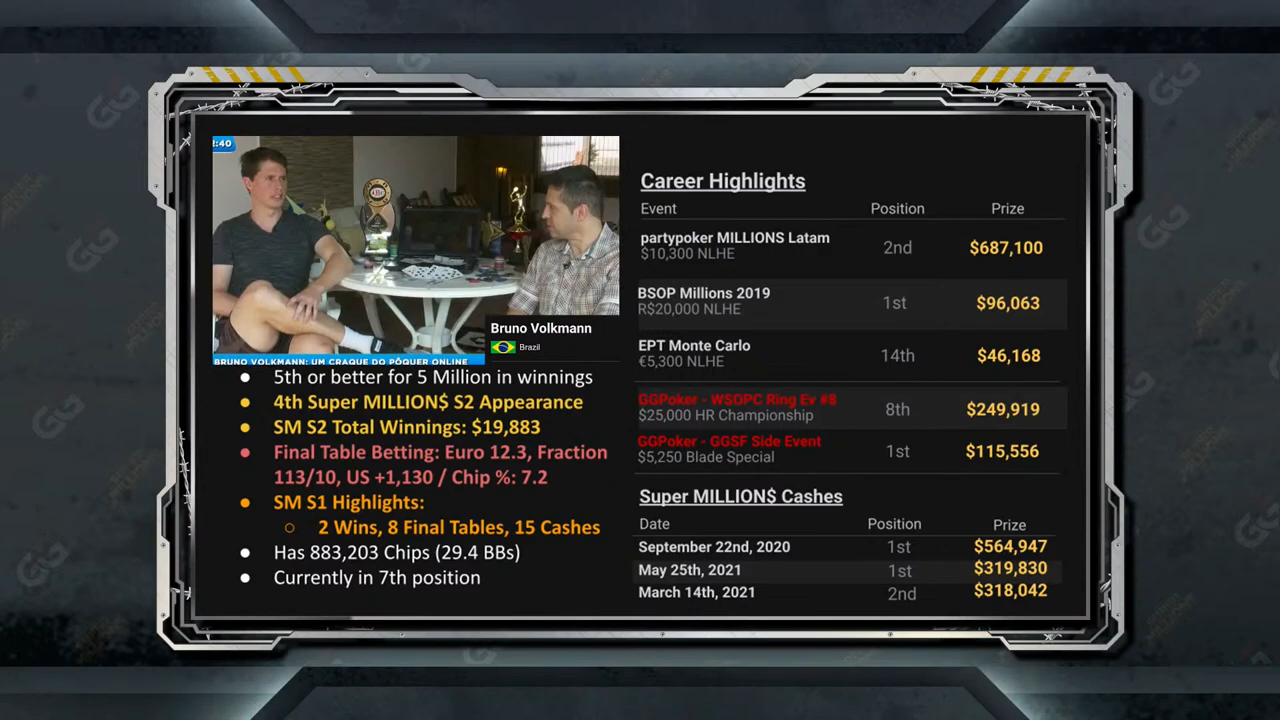 2:40
BRUNO VOLKMANN: UM CRAQUE DO PÔQUER ONLINE
Bruno Volkmann
Brazil
● 5th or better for 5 Million in winnings
● 4th Super MILLION$ S2 Appearance
● SM S2 Total Winnings: $19,883
● Final Table Betting: Euro 12.3, Fraction
113/10, US +1,130 / Chip %: 7.2
● SM S1 Highlights:
○ 2 Wins, 8 Final Tables, 15 Cashes
● Has 883,203 Chips (29.4 BBs)
● Currently in 7th position
Career Highlights
Event Position Prize
partypoker MILLIONS Latam
$10,300 NLHE 2nd $687,100
BSOP Millions 2019
R$20,000 NLHE 1st $96,063
EPT Monte Carlo
€5,300 NLHE 14th $46,168
GGPoker - WSOPC Ring Ev #8
$25,000 HR Championship 8th $249,919
GGPoker - GGSF Side Event
$5,250 Blade Special 1st $115,556
Super MILLION$ Cashes
Date Position Prize
September 22nd, 2020 1st $564,947
May 25th, 2021 1st $319,830
March 14th, 2021 2nd $318,042